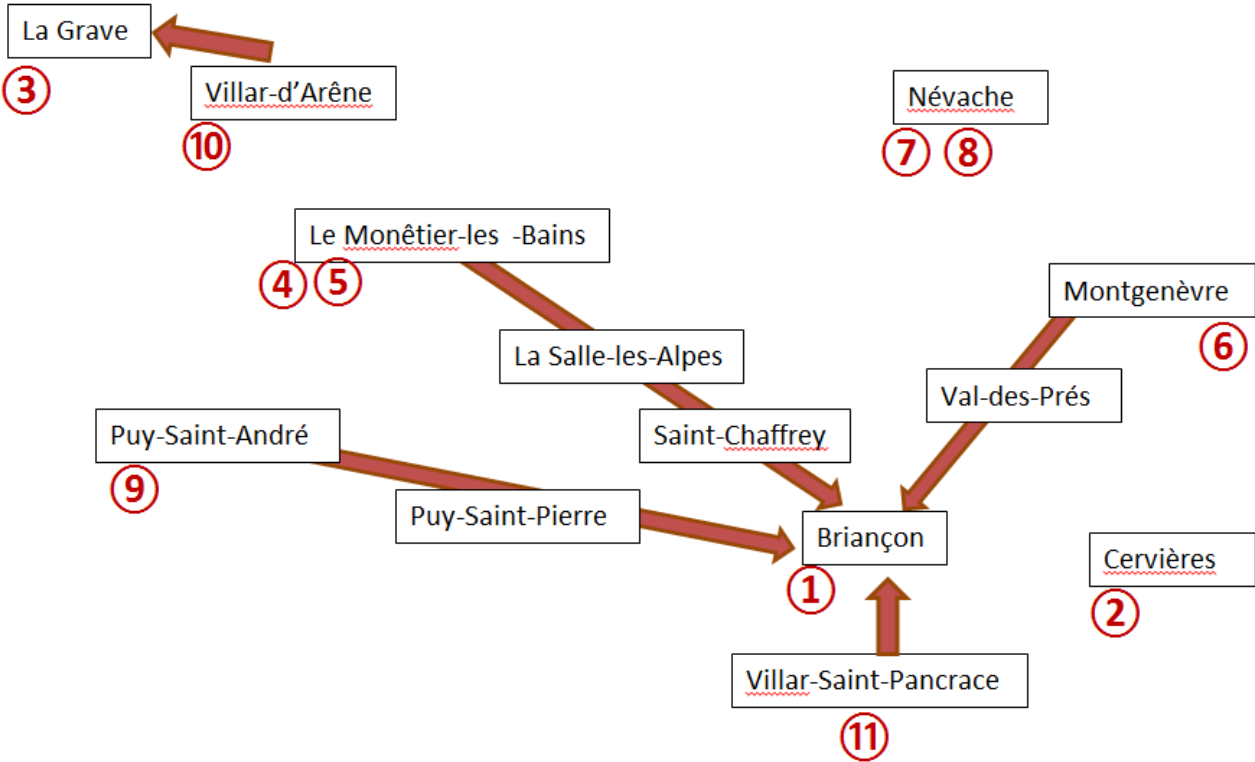 La Grave
3
Villar-d’Arêne
10
Névache
7 8
Le Monêtier-les -Bains
4 5
Montgenèvre
6
La Salle-les-Alpes
Val-des-Prés
Puy-Saint-André
9
Saint-Chaffrey
Puy-Saint-Pierre
Briançon
1
Cervières
2
Villar-Saint-Pancrace
11